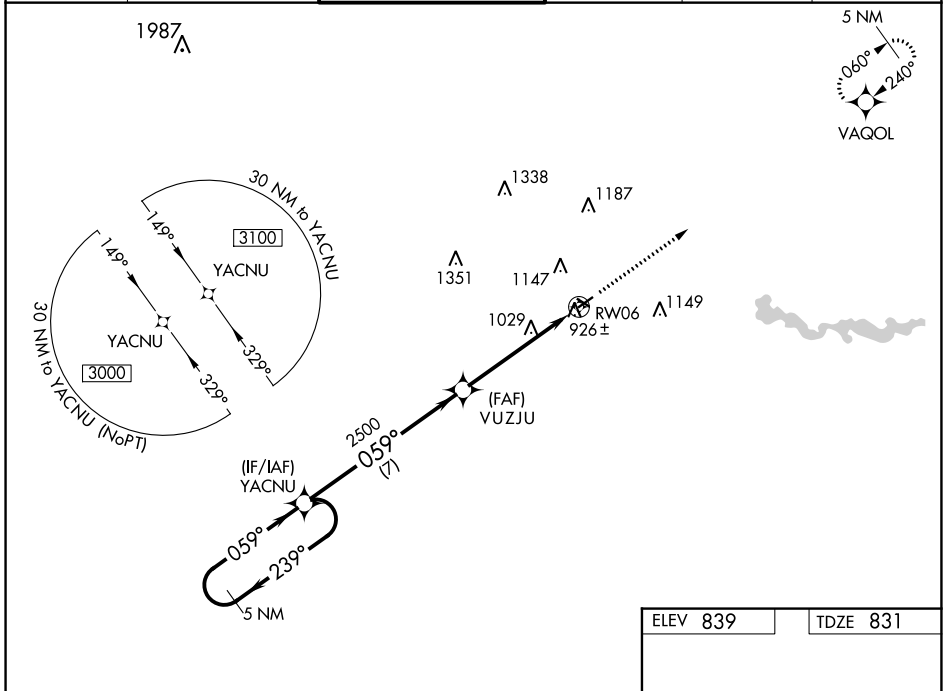 1987
5 NM
060°
240°
VAQOL
30 NM to YACNU
149°
3100
YACNU
329°
149°
YACNU
3000
329°
30 NM to YACNU (NoPT)
1338
1187
1351
1147
1029
RW06
926±
1149
(FAF)
VUZJU
2500
059°
(7)
(IF/IAF)
YACNU
059°
239°
5 NM
ELEV 839
TDZE 831